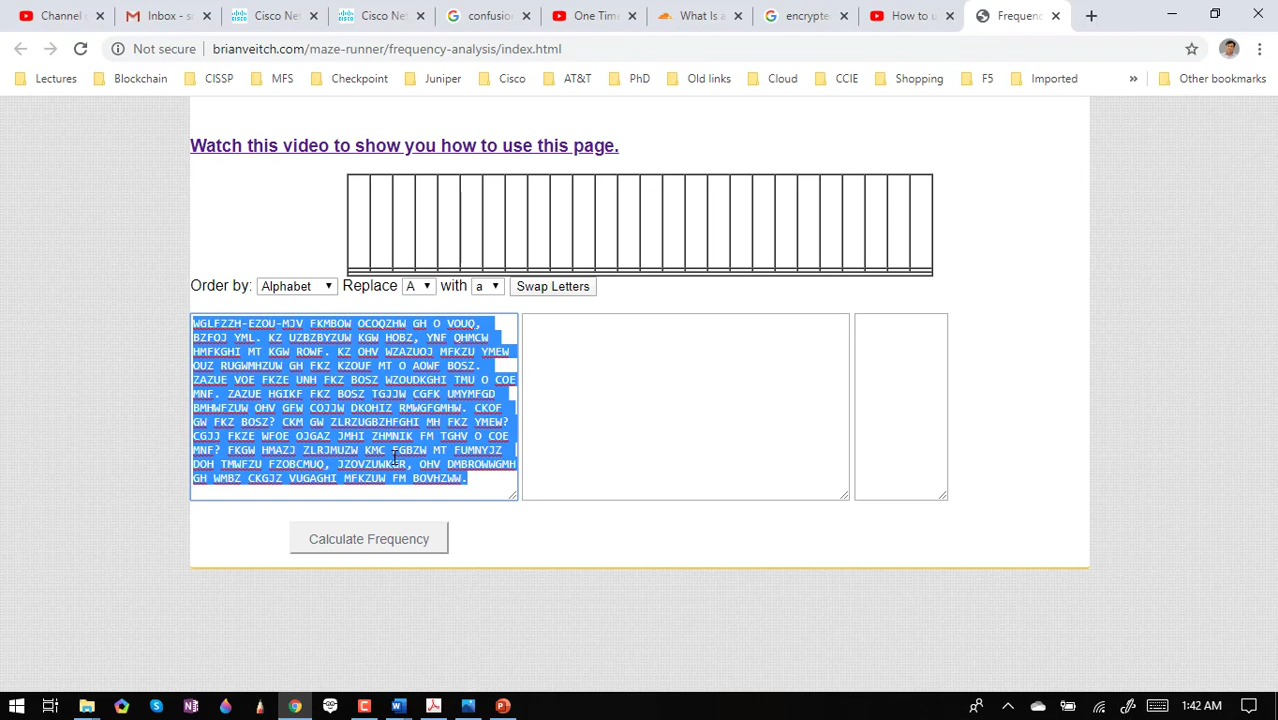 Channel c
Inbox - s
Cisco Net
Cisco Net
confusion
One Time
What Is a
encrypte
How to u
Frequenc
Not secure
brianveitch.com/maze-runner/frequency-analysis/index.html
Lectures
Blockchain
CISSP
MFS
Checkpoint
Juniper
Cisco
AT&T
PhD
Old links
Cloud
CCIE
Shopping
F5
Imported
»
Other bookmarks
Watch this video to show you how to use this page.
Order by: Alphabet Replace A with a Swap Letters
WGLFZZH-EZOU-MJV FKMBOW OCOQZHW GH O VOUQ,
BZFOJ YML. KZ UZBZBYZUW KGW HOBZ, YNF QHMCW
HMFKGHI MT KGW ROWF. KZ OHV WZAZUOJ MFKZU YMEW
OUZ RUGWMHZUW GH FKZ KZOUF MT O AOWF BOSZ.
ZAZUE VOE FKZE UNH FKZ BOSZ WZOUDKGHI TMU O COE
MNF. ZAZUE HGIKF FKZ BOSZ TGJJW CGFK UMYMFGD
BMHWFZUW OHV GFW COJJW DKOHIZ RMWGFGMHW. CKOF
GW FKZ BOSZ? CKM GW ZLRZUGBZHFGHI MH FKZ YMEW?
CGJJ FKZE WFOE OJGAZ JMHI ZHMNIK FM TGHV O COE
MNF? FKGW HMAZJ ZLRJMUZW KMC FGBZW MT FUMNYJZ
DOH TMWFZU FZOBCMUQ, JZOVZUWKGR, OHV DMBROWWGMH
GH WMBZ CKGJZ VUGAGHI MFKZUW FM BOVHZWW.
Calculate Frequency
1:42 AM